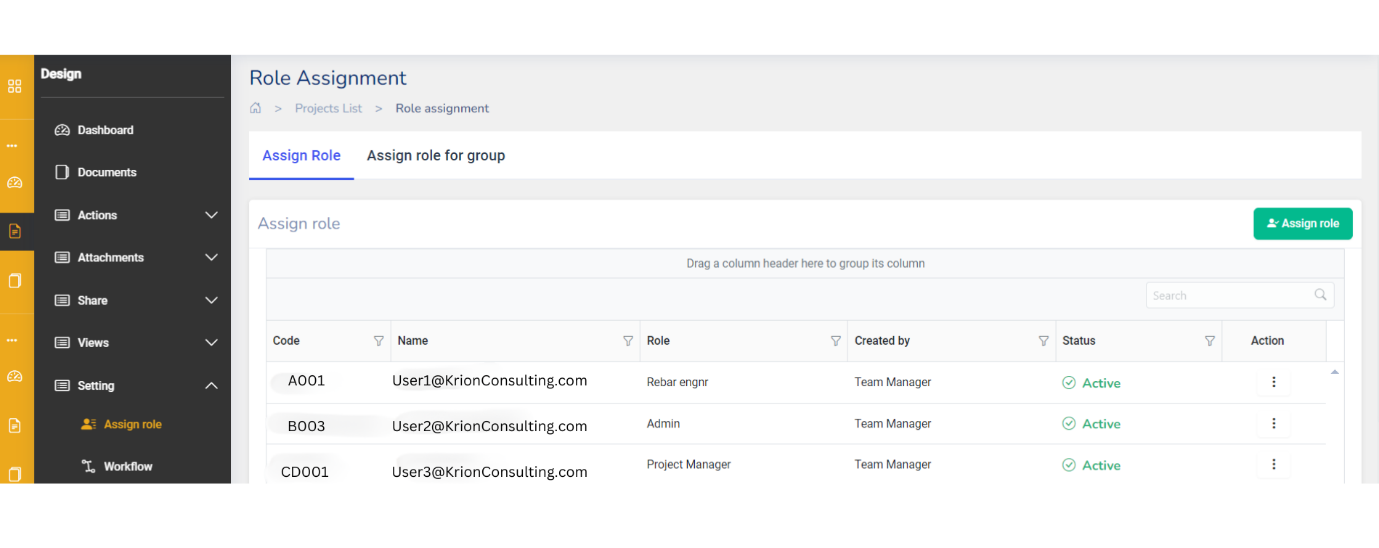 Design
Dashboard
Documents
Actions
Attachments
Share
Views
Setting
Assign role
Workflow
Role Assignment
> Projects List > Role assignment
Assign Role Assign role for group
Assign role
Assign role
Drag a column header here to group its column
Search
Code Name Role Created by Status Action
A001 User1@KrionConsulting.com Rebar engnr Team Manager Active
B003 User2@KrionConsulting.com Admin Team Manager Active
CD001 User3@KrionConsulting.com Project Manager Team Manager Active